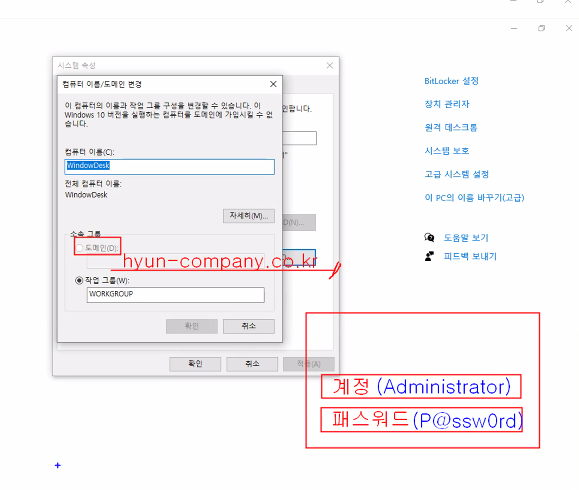 시스템 속성
컴퓨터 이름/도메인 변경
이 컴퓨터의 이름과 작업 그룹 구성을 변경할 수 있습니다. 이
Windows 10 버전을 실행하는 컴퓨터를 도메인에 가입시킬 수 없
습니다.
인합니다.
컴퓨터 이름(C):
WindowDesk
전체 컴퓨터 이름:
WindowDesk
자세히(M)...
D(N)...
소속 그룹
도메인(D):
hyun-company.co.kr
작업 그룹(W):
WORKGROUP
확인
취소
확인
취소
적용(A)
BitLocker 설정
장치 관리자
원격 데스크톱
시스템 보호
고급 시스템 설정
이 PC의 이름 바꾸기(고급)
도움말 보기
피드백 보내기
계정 (Administrator)
패스워드(P@ssw0rd)